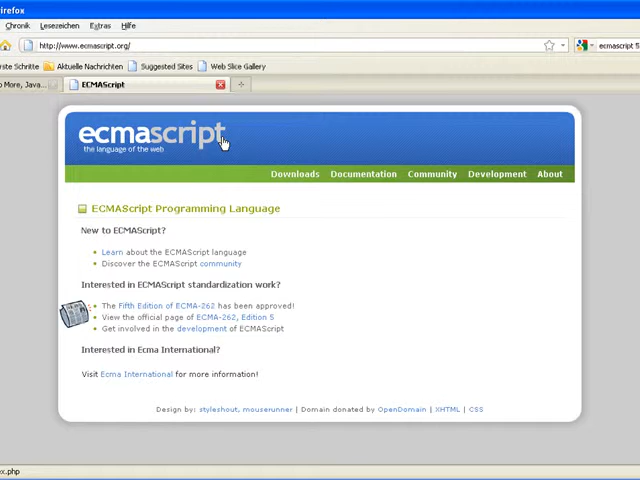 irefox
Chronik Lesezeichen Extras Hilfe
http://www.ecmascript.org/ ecmascript 5
rste Schritte Aktuelle Nachrichten Suggested Sites Web Slice Gallery
o More, Java... ECMAScript
ecmascript
the language of the web
Downloads Documentation Community Development About
ECMAScript Programming Language
New to ECMAScript?
Learn about the ECMAScript language
Discover the ECMAScript community
Interested in ECMAScript standardization work?
The Fifth Edition of ECMA-262 has been approved!
View the official page of ECMA-262, Edition 5
Get involved in the development of ECMAScript
Interested in Ecma International?
Visit Ecma International for more information!
Design by: styleshout, mouserunner | Domain donated by OpenDomain | XHTML | CSS
ex.php